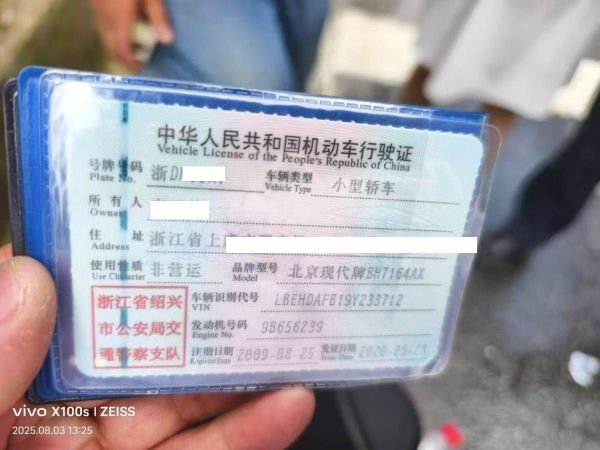 中华人民共和国机动车行驶证
Vehicle License of the People's Republic of China
号牌号码 浙D 车辆类型 小型轿车
Plate No. Vehicle Type
所有人
Owner
住址 浙江省上
Address
使用性质 非营运 品牌型号 北京现代牌BH7164AX
Use Character Model
浙江省绍兴
市公安局交
通警察支队
车辆识别代号 LBEHDAFB19Y233712
VIN
发动机号码 9B656239
Engine No.
注册日期 2009-08-25 发证日期
Register Date Issue Date
vivo X100s | ZEISS
2025.08.03 13:25